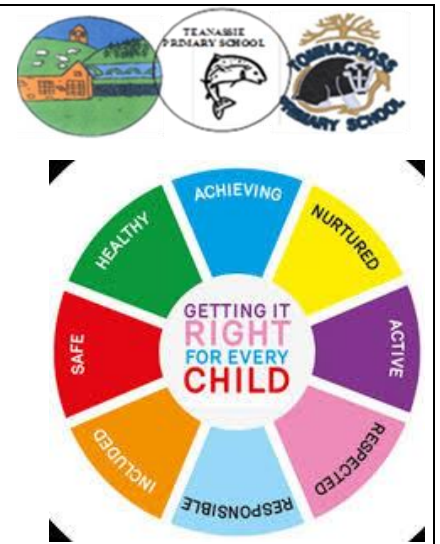 TEANASSIE
PRIMARY SCHOOL
TOMNACROSS
PRIMARY SCHOOL
ACHIEVING
NURTURED
ACTIVE
RESPECTED
RESPONSIBLE
INCLUDED
SAFE
HEALTHY
GETTING IT
RIGHT
FOR EVERY
CHILD